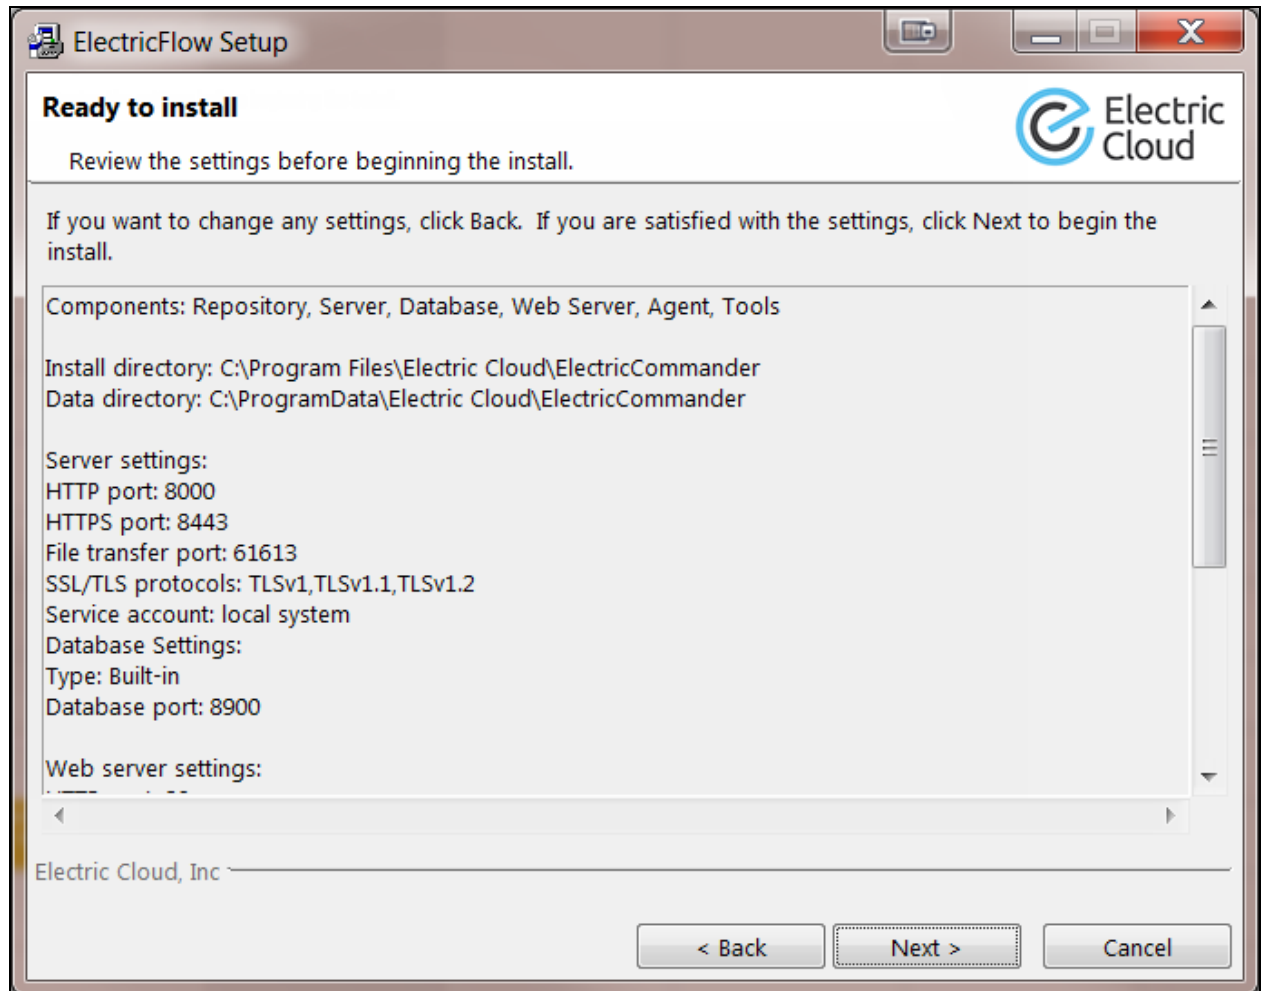 ElectricFlow Setup
Ready to install
Electric
Cloud
Review the settings before beginning the install.
If you want to change any settings, click Back.  If you are satisfied with the settings, click Next to begin the
install.
Components: Repository, Server, Database, Web Server, Agent, Tools
Install directory: C:\Program Files\Electric Cloud\ElectricCommander
Data directory: C:\ProgramData\Electric Cloud\ElectricCommander
Server settings:
HTTP port: 8000
HTTPS port: 8443
File transfer port: 61613
SSL/TLS protocols: TLSv1,TLSv1.1,TLSv1.2
Service account: local system
Database Settings:
Type: Built-in
Database port: 8900
Web server settings:
Electric Cloud, Inc
< Back
Next >
Cancel